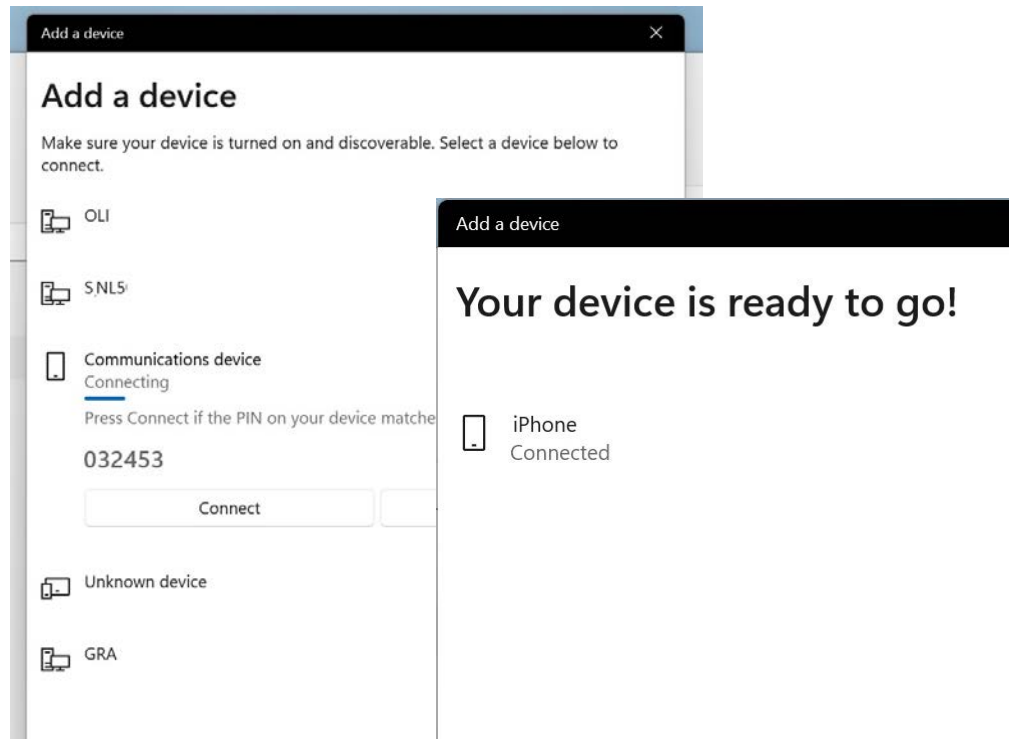 Add a device
Add a device
Make sure your device is turned on and discoverable. Select a device below to
connect.
OLI
Communications device
Connecting
Press Connect if the PIN on your device
032453
Connect
Unknown device
GRA
Add a device
Your device is ready to go!
iPhone
Connected